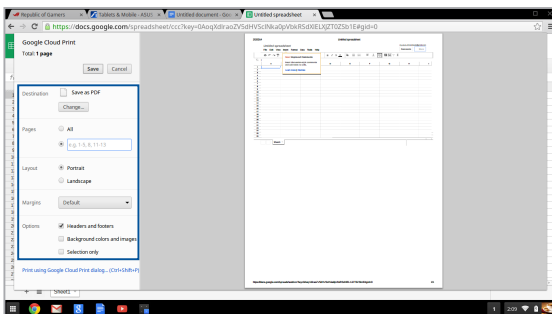 Republic of Gamers
Tablets & Mobile - ASUS
Untitled document - Goo
Untitled spreadsheet
https://docs.google.com/spreadsheet/ccc?key=0AoqXdIraoZV5dHV5clNka0pVbkRSdXlELXJZT0ZSb1E#gid=0
Google Cloud Print
Total: 1 page
Save
Cancel
Destination
Save as PDF
Change...
Pages
All
e.g. 1-5, 8, 11-13
Layout
Portrait
Landscape
Margins
Default
Options
Headers and footers
Background colors and images
Selection only
Print using Google Cloud Print dialog... (Ctrl+Shift+P)
Sheet1
Untitled spreadsheet
1
2:09